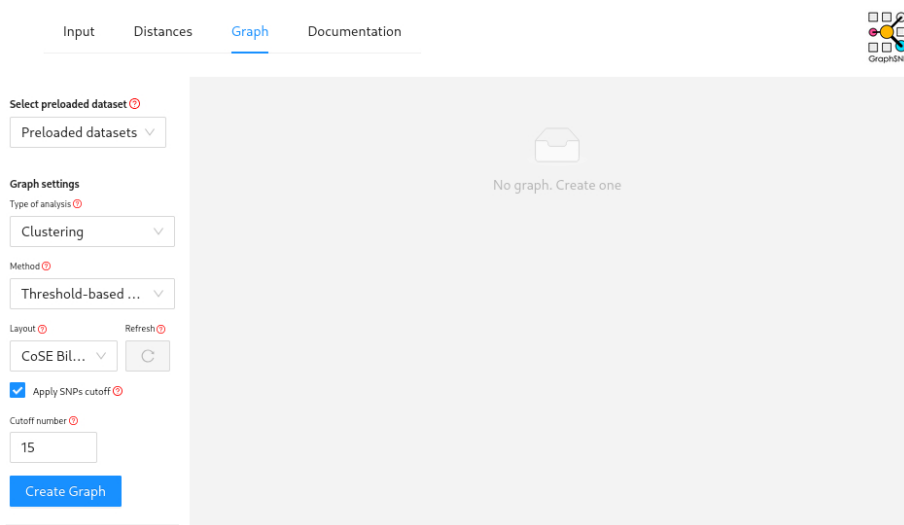 Input Distances Graph Documentation
GraphSN
Select preloaded dataset
Preloaded datasets
No graph. Create one
Graph settings
Type of analysis
Clustering
Method
Threshold-based ...
Layout Refresh
CoSE Bil...
Apply SNPs cutoff
Cutoff number
15
Create Graph